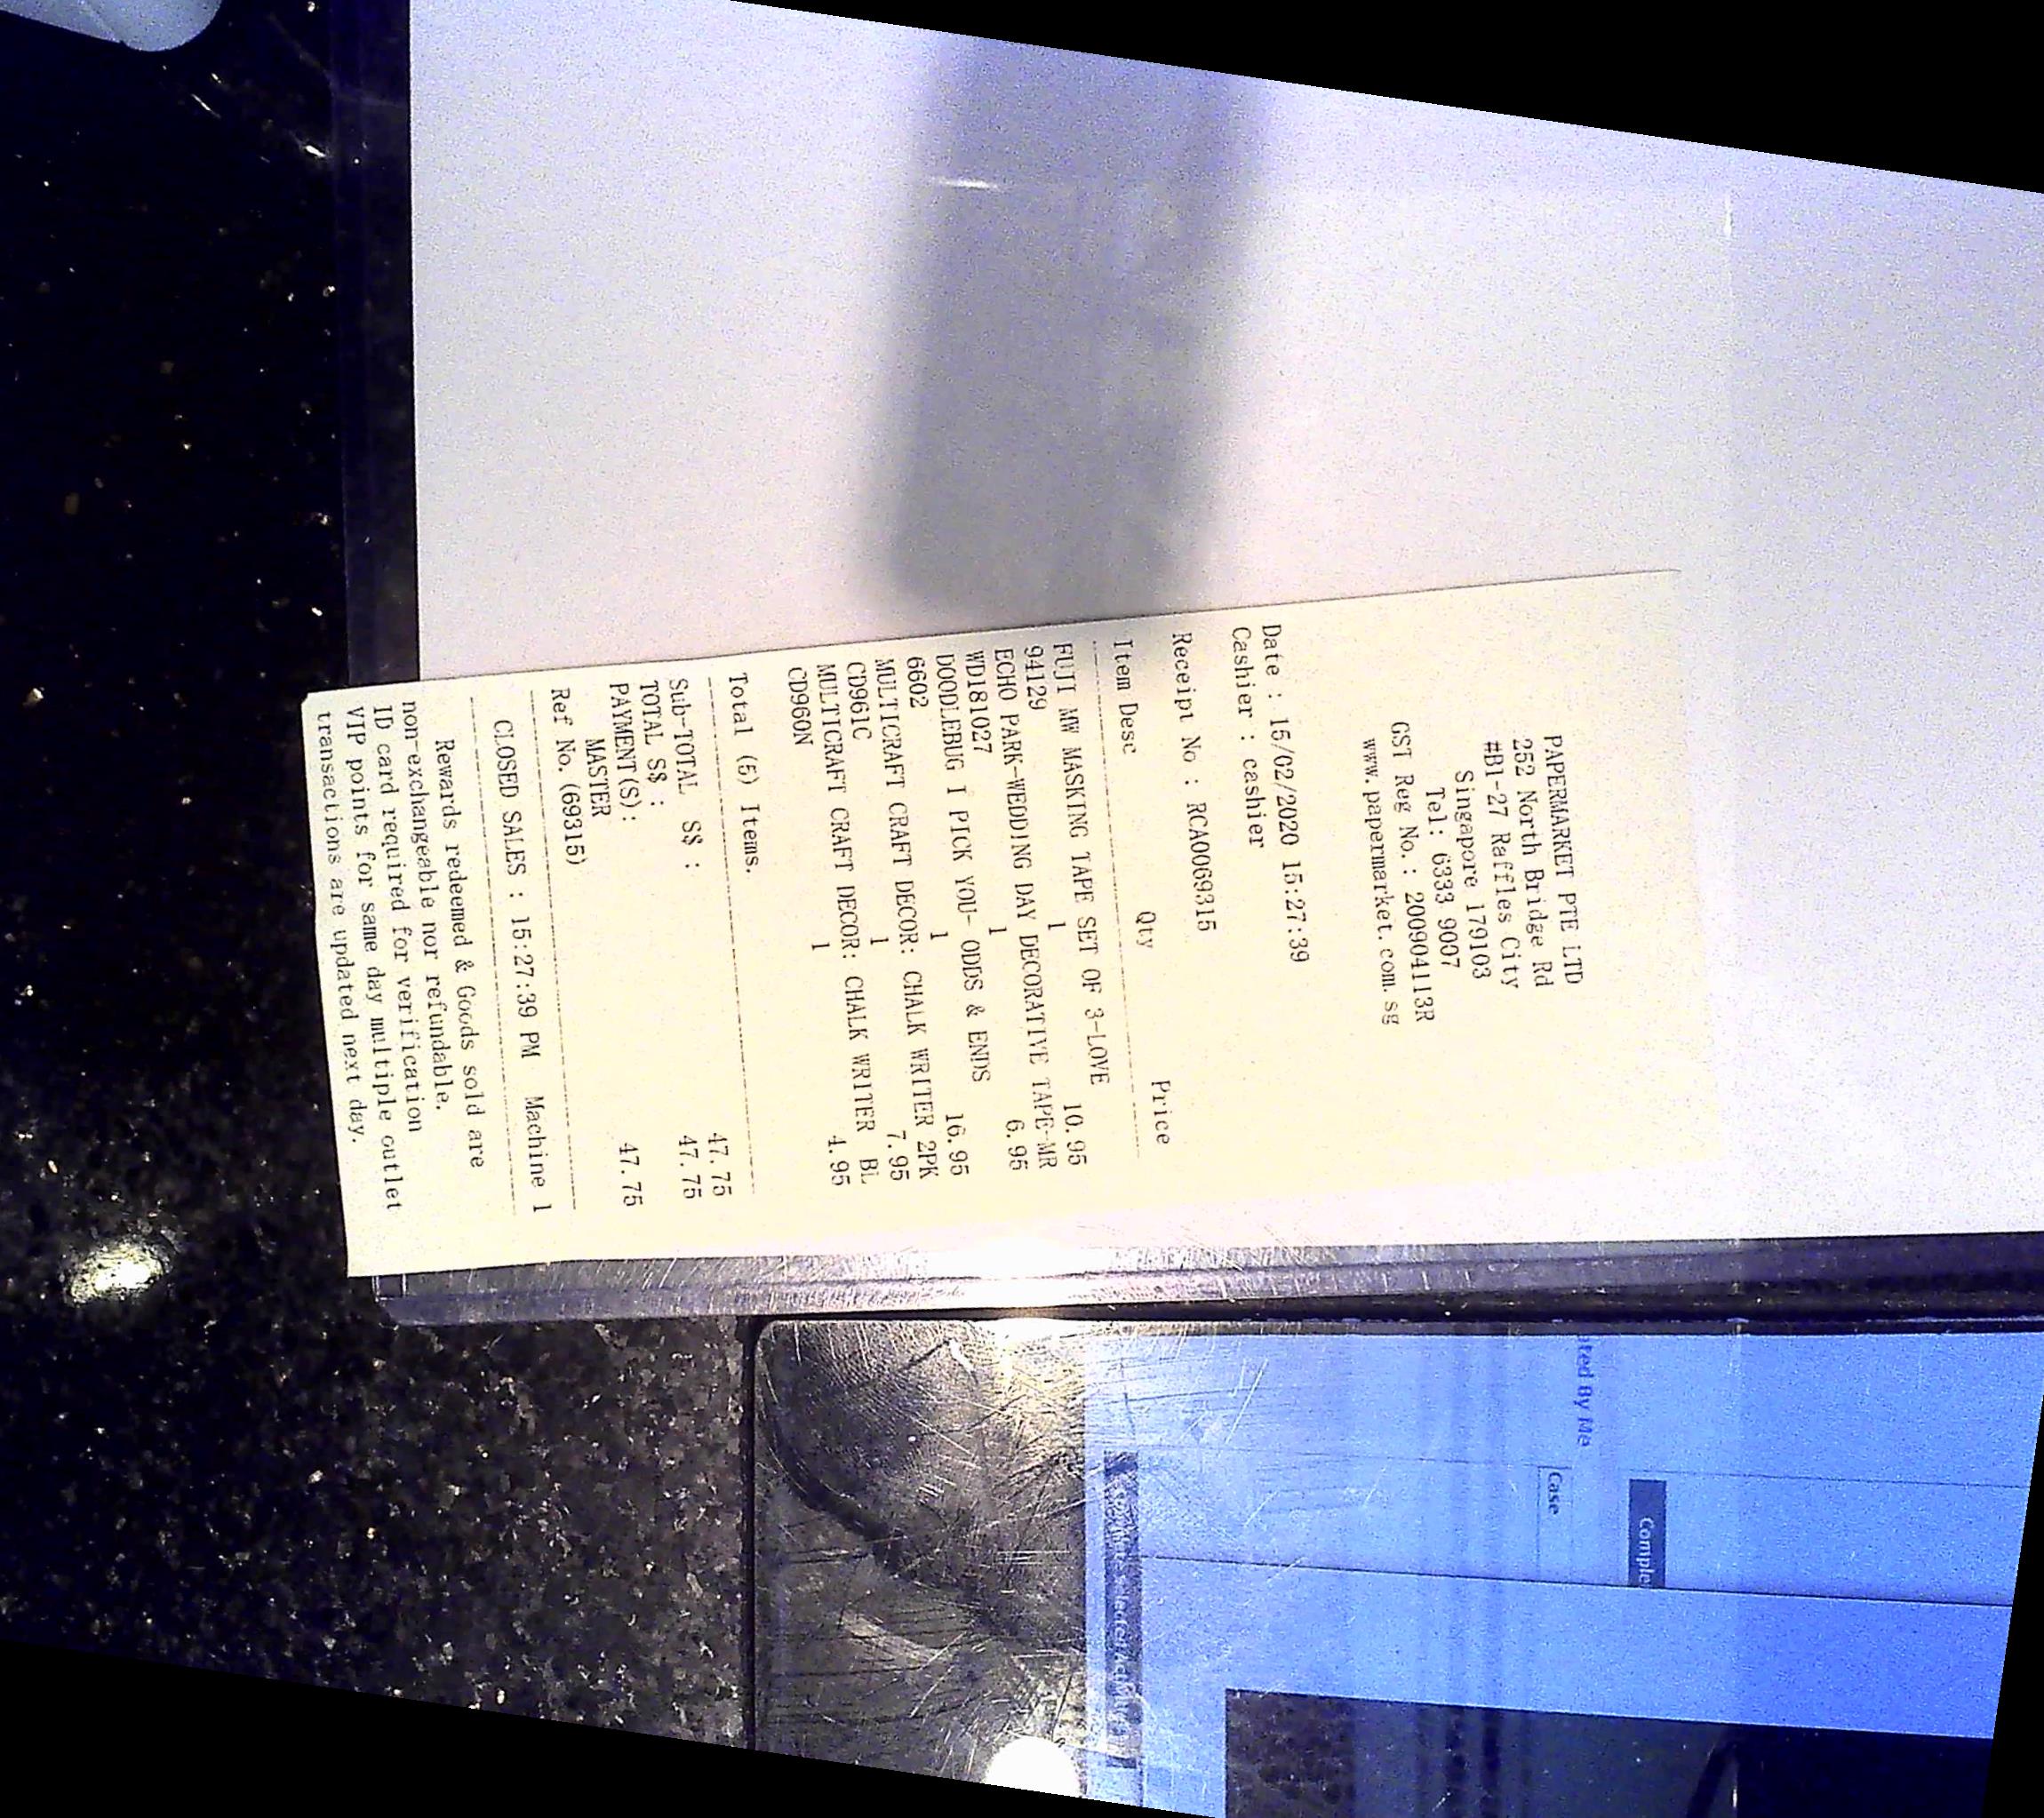 PAPERMARKET PTE LTD
252 North Bridge Rd
#B1-27 Raffles City
Singapore 179103
Tel: 6333 9007
GST Reg No.: 200904113R
www.papermarket.com.sg
Date : 15/02/2020 15:27:39
Cashier : cashier
Receipt No : RCA0069315
Item Desc Qty Price
FUJI MW MASKING TAPE SET OF 3-LOVE
94129 1 10.95
ECHO PARK-WEDDING DAY DECORATIVE TAPE-MR
WD181027 1 6.95
DOODLEBUG I PICK YOU- ODDS & ENDS
6602 1 16.95
MULTICRAFT CRAFT DECOR: CHALK WRITER 2PK
CD961C 1 7.95
MULTICRAFT CRAFT DECOR: CHALK WRITER BL
CD960N 1 4.95
Total (5) Items.
Sub-TOTAL S$ : 47.75
TOTAL S$ : 47.75
PAYMENT(S):
MASTER 47.75
Ref No.(69315)
CLOSED SALES : 15:27:39 PM Machine 1
Rewards redeemed & Goods sold are
non-exchangeable nor refundable.
ID card required for verification
VIP points for same day multiple outlet
transactions are updated next day.
By Me
Case
Selected